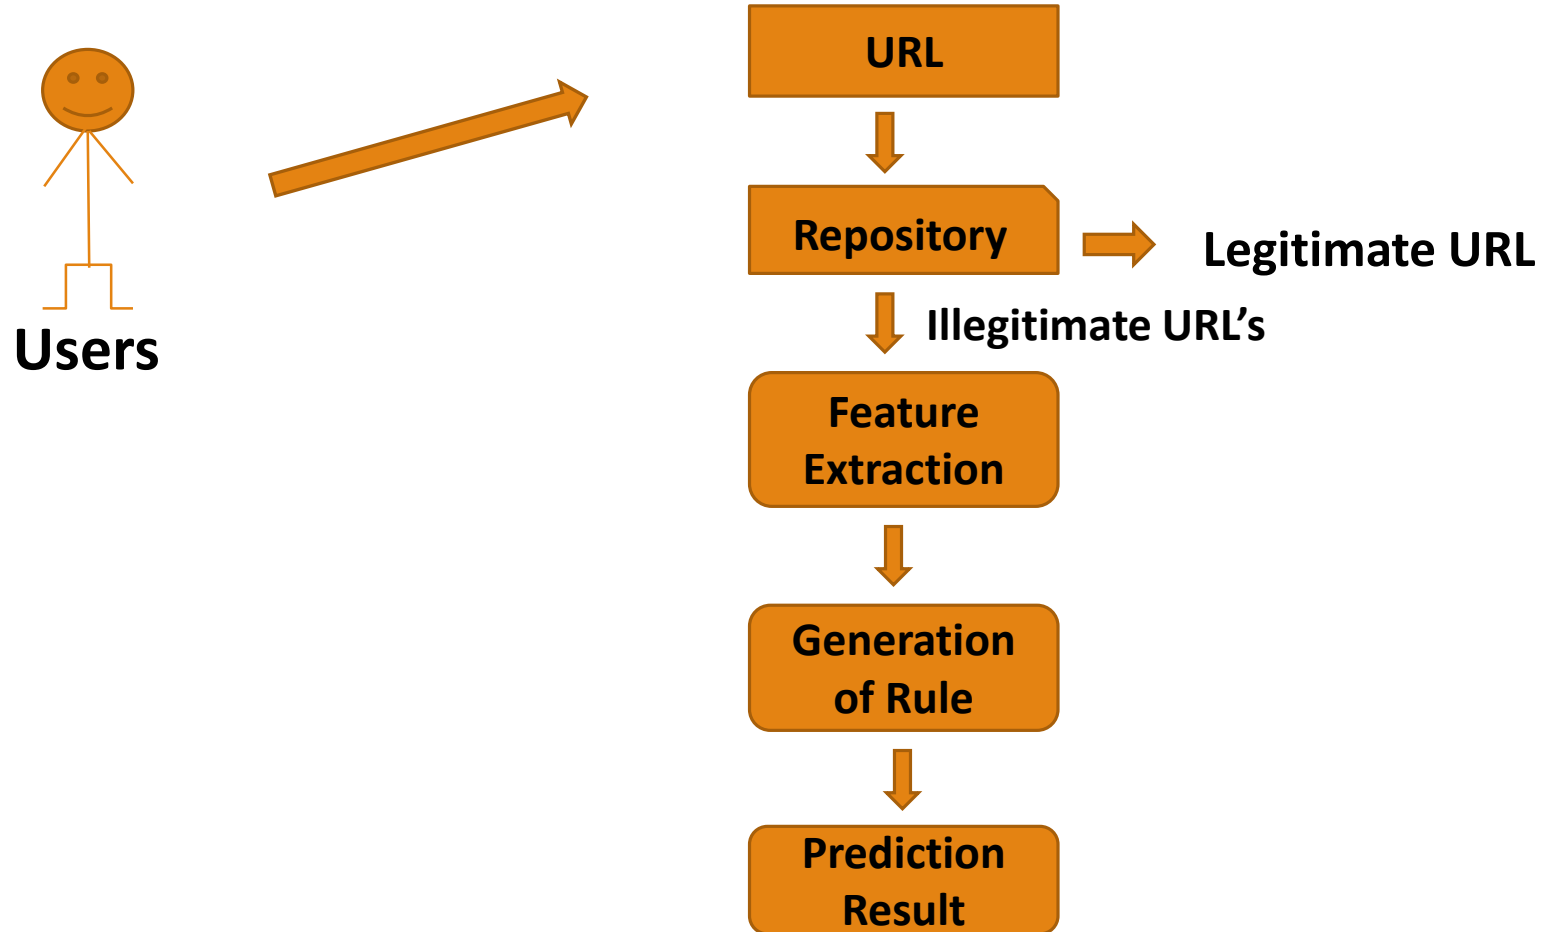 URL
Repository
Legitimate URL
Illegitimate URL’s
Users
Feature
Extraction
Generation
of Rule
Prediction
Result